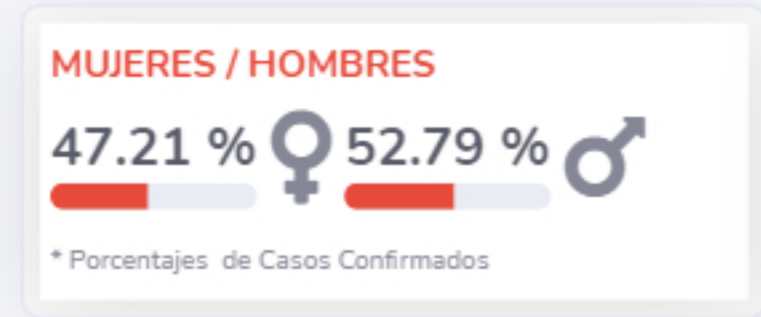 MUJERES / HOMBRES
47.21 % 52.79 %
* Porcentajes de Casos Confirmados